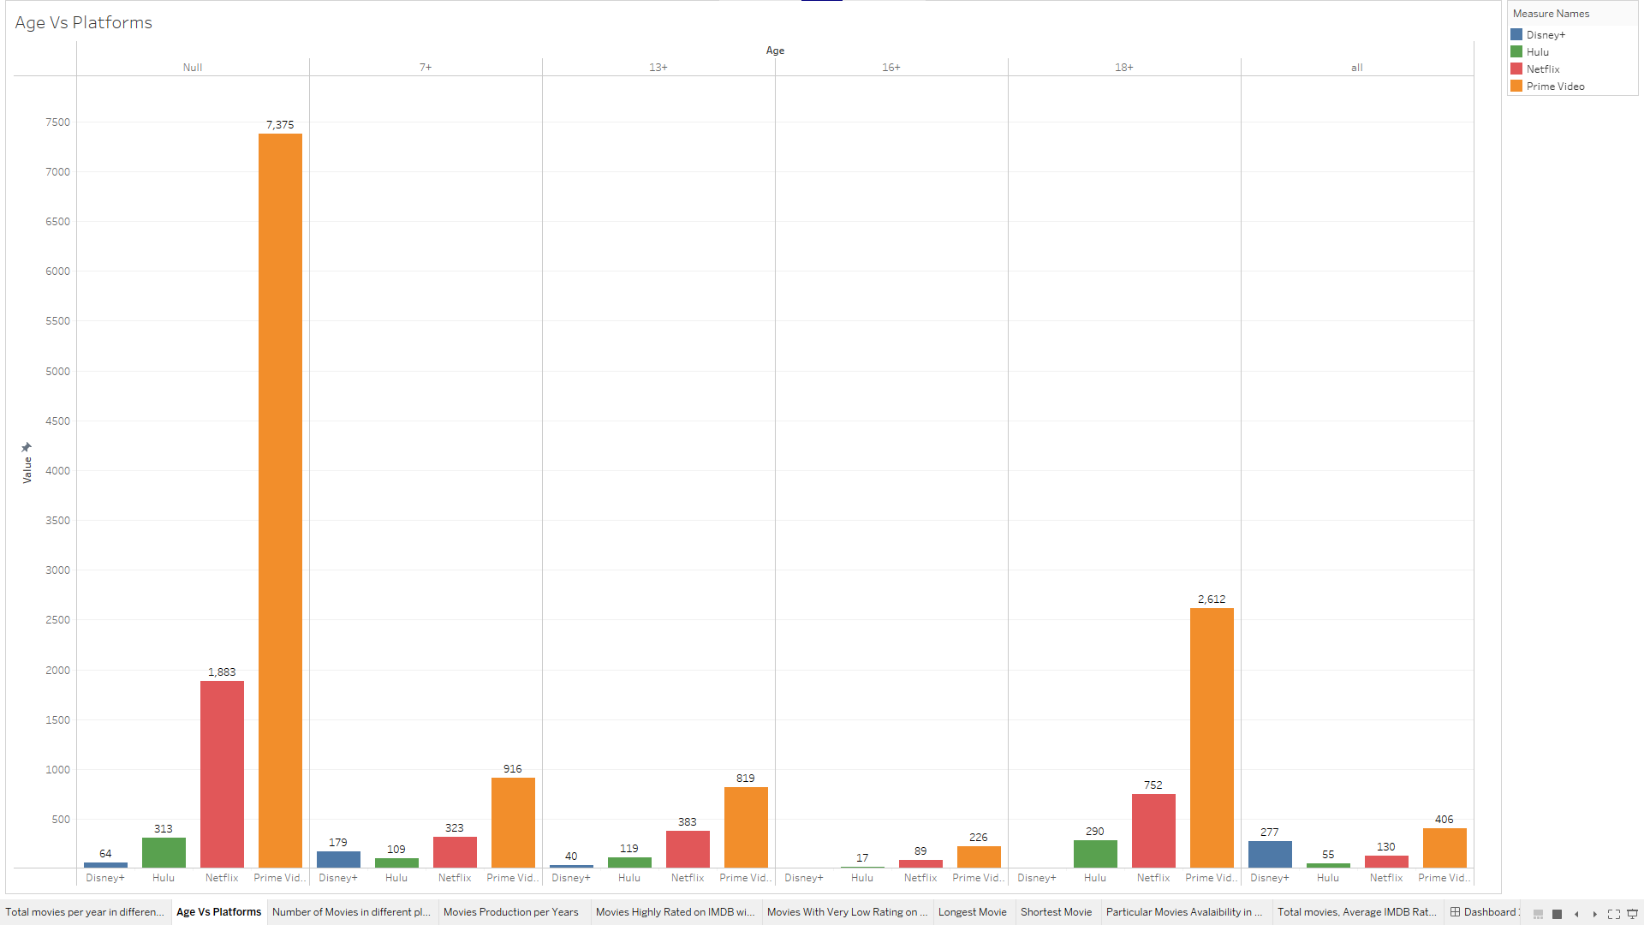 Age Vs Platforms
Measure Names
Disney+
Hulu
Netflix
Prime Video
Age
Null
7+
13+
16+
18+
all
Value
7500
7000
6500
6000
5500
5000
4500
4000
3500
3000
2500
2000
1500
1000
500
64
313
1,883
7,375
179
109
323
916
40
119
383
819
17
89
226
290
752
2,612
277
55
130
406
Disney+ Hulu Netflix Prime Vid..
Disney+ Hulu Netflix Prime Vid..
Disney+ Hulu Netflix Prime Vid..
Disney+ Hulu Netflix Prime Vid..
Disney+ Hulu Netflix Prime Vid..
Disney+ Hulu Netflix Prime Vid..
Total movies per year in differen...
Age Vs Platforms
Number of Movies in different pl...
Movies Production per Years
Movies Highly Rated on IMDB wi...
Movies With Very Low Rating on ...
Longest Movie
Shortest Movie
Particular Movies Avalaibility in ...
Total movies, Average IMDB Rat...
Dashboard